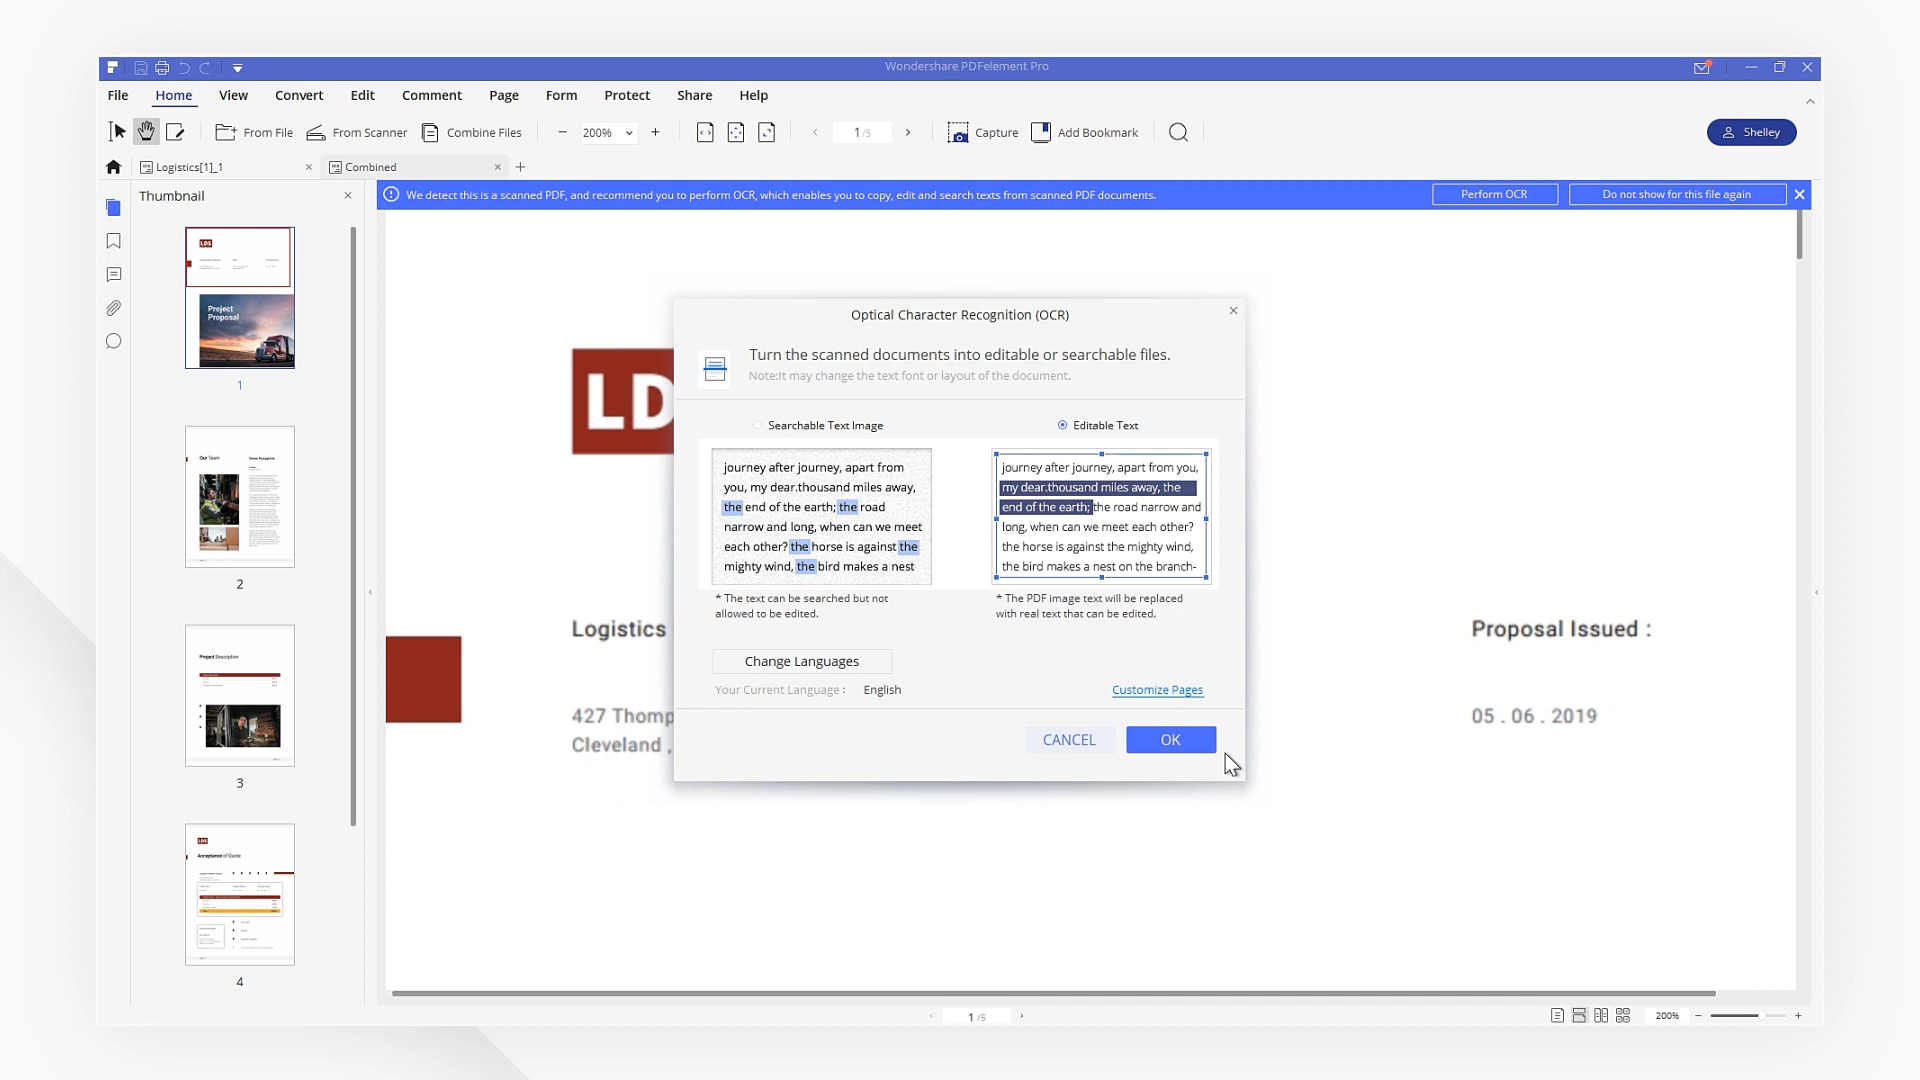 Wondershare PDFelement Pro
File Home View Convert Edit Comment Page Form Protect Share Help
From File From Scanner Combine Files 200% 1/5 Capture Add Bookmark Shelley
Logistics[1]_1 Combined
Thumbnail
We detect this is a scanned PDF, and recommend you to perform OCR, which enables you to copy, edit and search texts from scanned PDF documents. Perform OCR Do not show for this file again
LDS
Project
Proposal
1
Our Team
2
Project Description
3
LDS
Acceptance of Quote
4
LD
Logistics
427 Thomp
Cleveland ,
Proposal Issued :
05 . 06 . 2019
Optical Character Recognition (OCR)
Turn the scanned documents into editable or searchable files.
Note:It may change the text font or layout of the document.
Searchable Text Image
journey after journey, apart from
you, my dear.thousand miles away,
the end of the earth; the road
narrow and long, when can we meet
each other? the horse is against the
mighty wind, the bird makes a nest
* The text can be searched but not
allowed to be edited.
Editable Text
journey after journey, apart from you,
my dear.thousand miles away, the
end of the earth; the road narrow and
long, when can we meet each other?
the horse is against the mighty wind,
the bird makes a nest on the branch-
* The PDF image text will be replaced
with real text that can be edited.
Change Languages
Your Current Language : English
Customize Pages
CANCEL OK
1 /5
200%